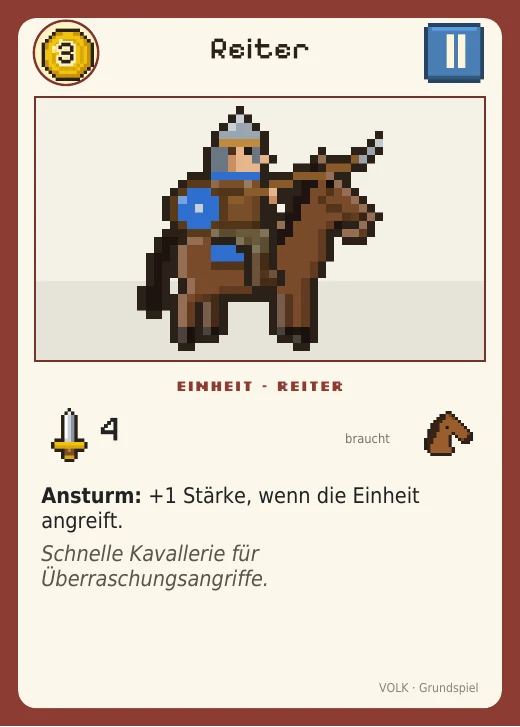 3
Reiter
II
EINHEIT - REITER
4
braucht
Ansturm: +1 Stärke, wenn die Einheit
angreift.
Schnelle Kavallerie für
Überraschungsangriffe.
VOLK · Grundspiel